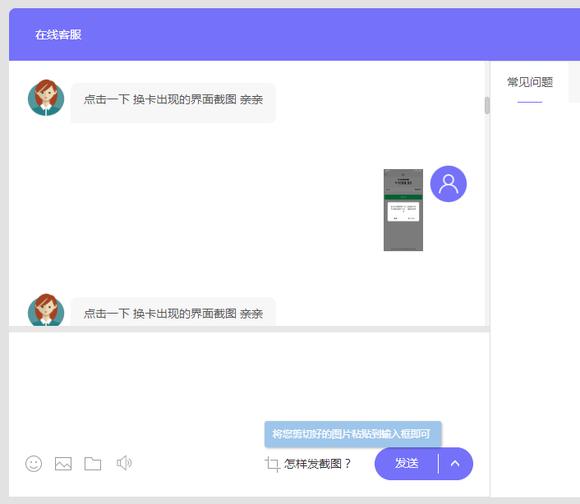 在线客服
点击一下 换卡出现的界面截图 亲亲
常见问题
点击一下 换卡出现的界面截图 亲亲
将您剪切好的图片粘贴到输入框即可
怎样发截图？
发送